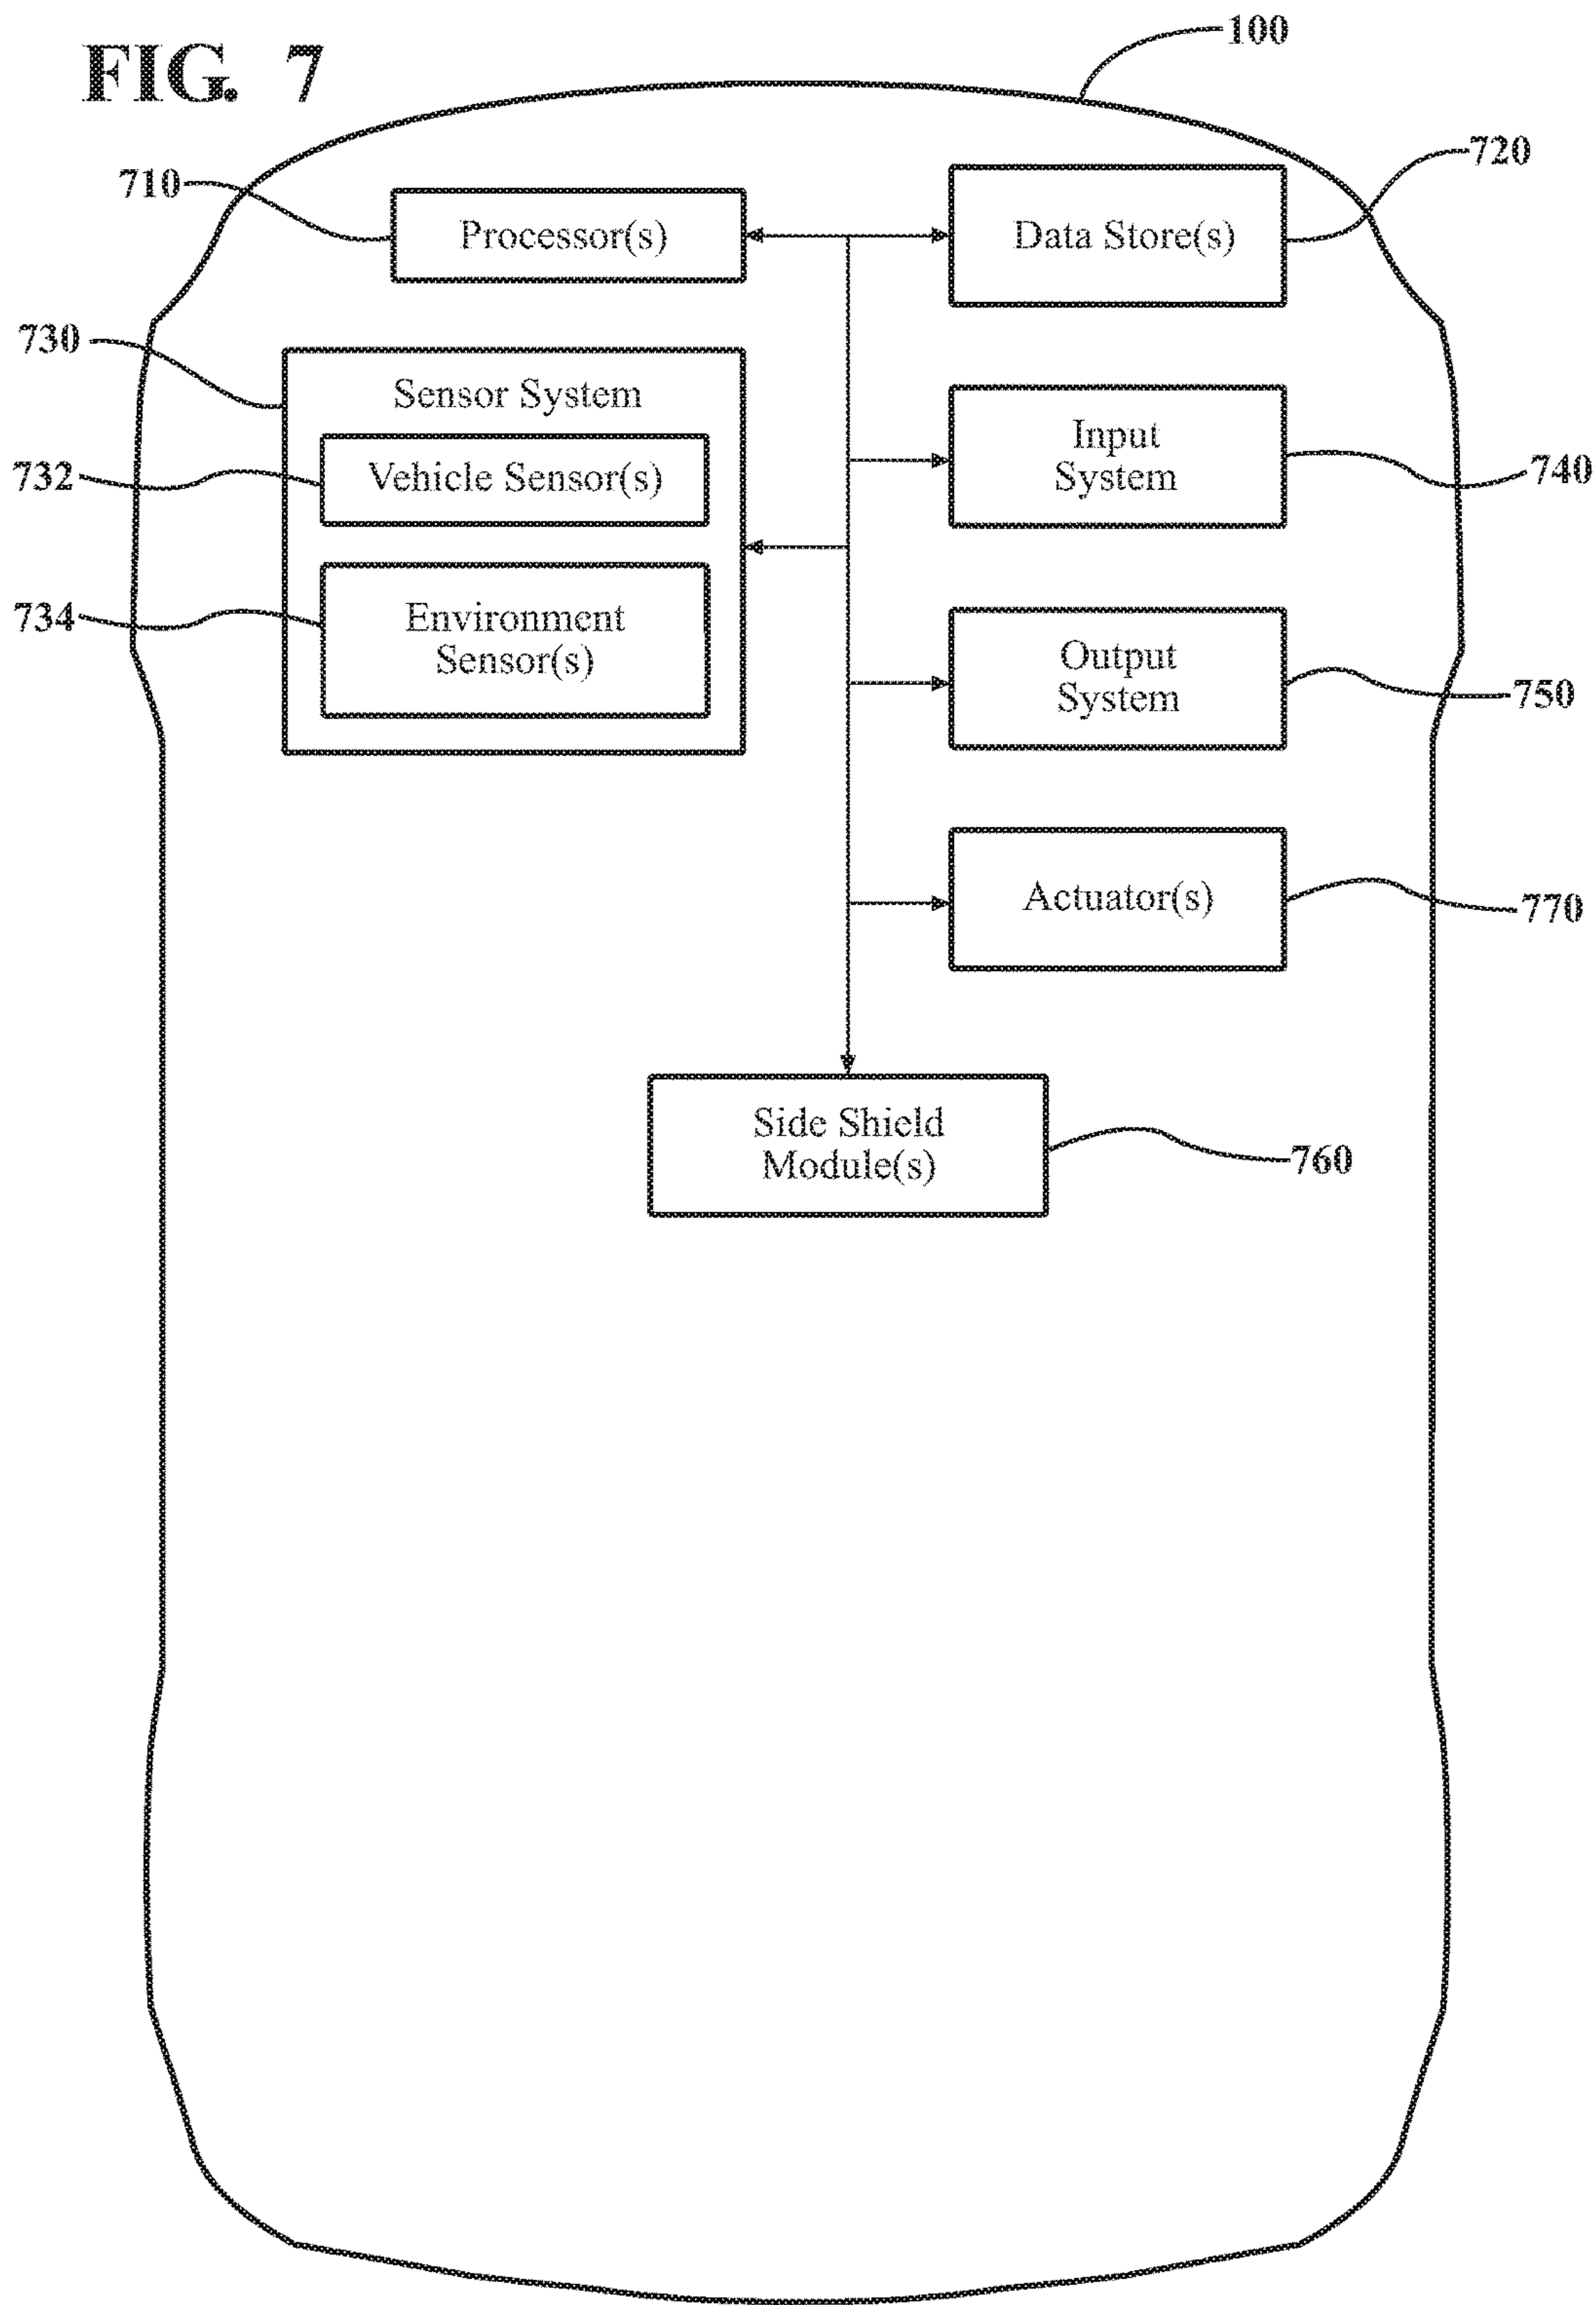 FIG. 7
100
710
Processor(s)
Data Store(s)
720
730
Sensor System
732
Vehicle Sensor(s)
734
Environment
Sensor(s)
Input
System
740
Output
System
750
Actuator(s)
770
Side Shield
Module(s)
760